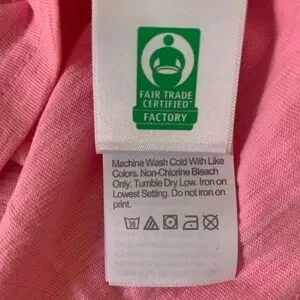 FAIR TRADE
CERTIFIED™
FACTORY
Machine Wash Cold With Like
Colors. Non-Chlorine Bleach
Only. Tumble Dry Low. Iron on
Lowest Setting. Do not iron on
print.